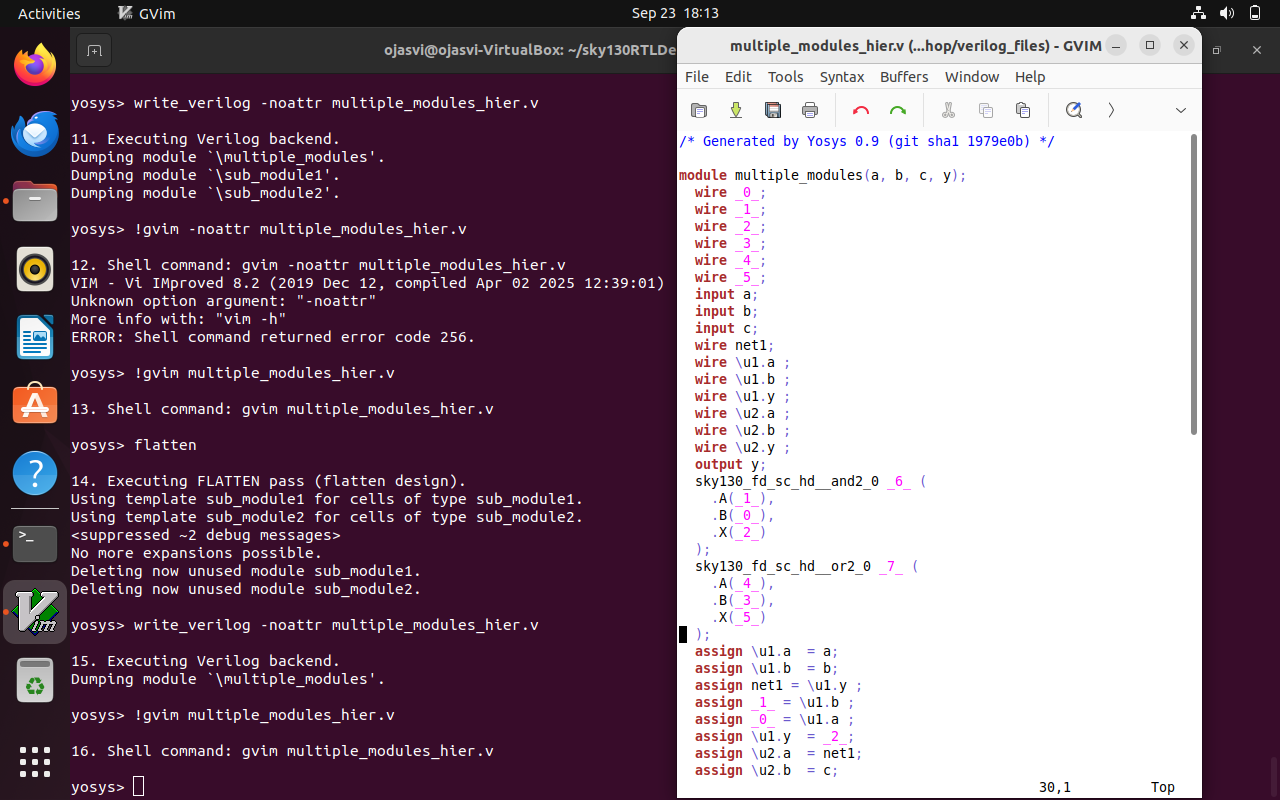 Activities
GVim
Sep 23 18:13
ojasvi@ojasvi-VirtualBox: ~/sky130RTLDe
yosys> write_verilog -noattr multiple_modules_hier.v
11. Executing Verilog backend.
Dumping module `\multiple_modules'.
Dumping module `\sub_module1'.
Dumping module `\sub_module2'.
yosys> !gvim -noattr multiple_modules_hier.v
12. Shell command: gvim -noattr multiple_modules_hier.v
VIM - Vi IMproved 8.2 (2019 Dec 12, compiled Apr 02 2025 12:39:01)
Unknown option argument: "-noattr"
More info with: "vim -h"
ERROR: Shell command returned error code 256.
yosys> !gvim multiple_modules_hier.v
13. Shell command: gvim multiple_modules_hier.v
yosys> flatten
14. Executing FLATTEN pass (flatten design).
Using template sub_module1 for cells of type sub_module1.
Using template sub_module2 for cells of type sub_module2.
<suppressed ~2 debug messages>
No more expansions possible.
Deleting now unused module sub_module1.
Deleting now unused module sub_module2.
yosys> write_verilog -noattr multiple_modules_hier.v
15. Executing Verilog backend.
Dumping module `\multiple_modules'.
yosys> !gvim multiple_modules_hier.v
16. Shell command: gvim multiple_modules_hier.v
yosys>
multiple_modules_hier.v (...hop/verilog_files) - GVIM
File Edit Tools Syntax Buffers Window Help
/* Generated by Yosys 0.9 (git sha1 1979e0b) */
module multiple_modules(a, b, c, y);
  wire _0_;
  wire _1_;
  wire _2_;
  wire _3_;
  wire _4_;
  wire _5_;
  input a;
  input b;
  input c;
  wire net1;
  wire \u1.a ;
  wire \u1.b ;
  wire \u1.y ;
  wire \u2.a ;
  wire \u2.b ;
  wire \u2.y ;
  output y;
  sky130_fd_sc_hd__and2_0 _6_ (
    .A(_1_),
    .B(_0_),
    .X(_2_)
  );
  sky130_fd_sc_hd__or2_0 _7_ (
    .A(_4_),
    .B(_3_),
    .X(_5_)
  );
  assign \u1.a  = a;
  assign \u1.b  = b;
  assign net1 = \u1.y ;
  assign _1_ = \u1.b ;
  assign _0_ = \u1.a ;
  assign \u1.y  = _2_;
  assign \u2.a  = net1;
  assign \u2.b  = c;
30,1 Top